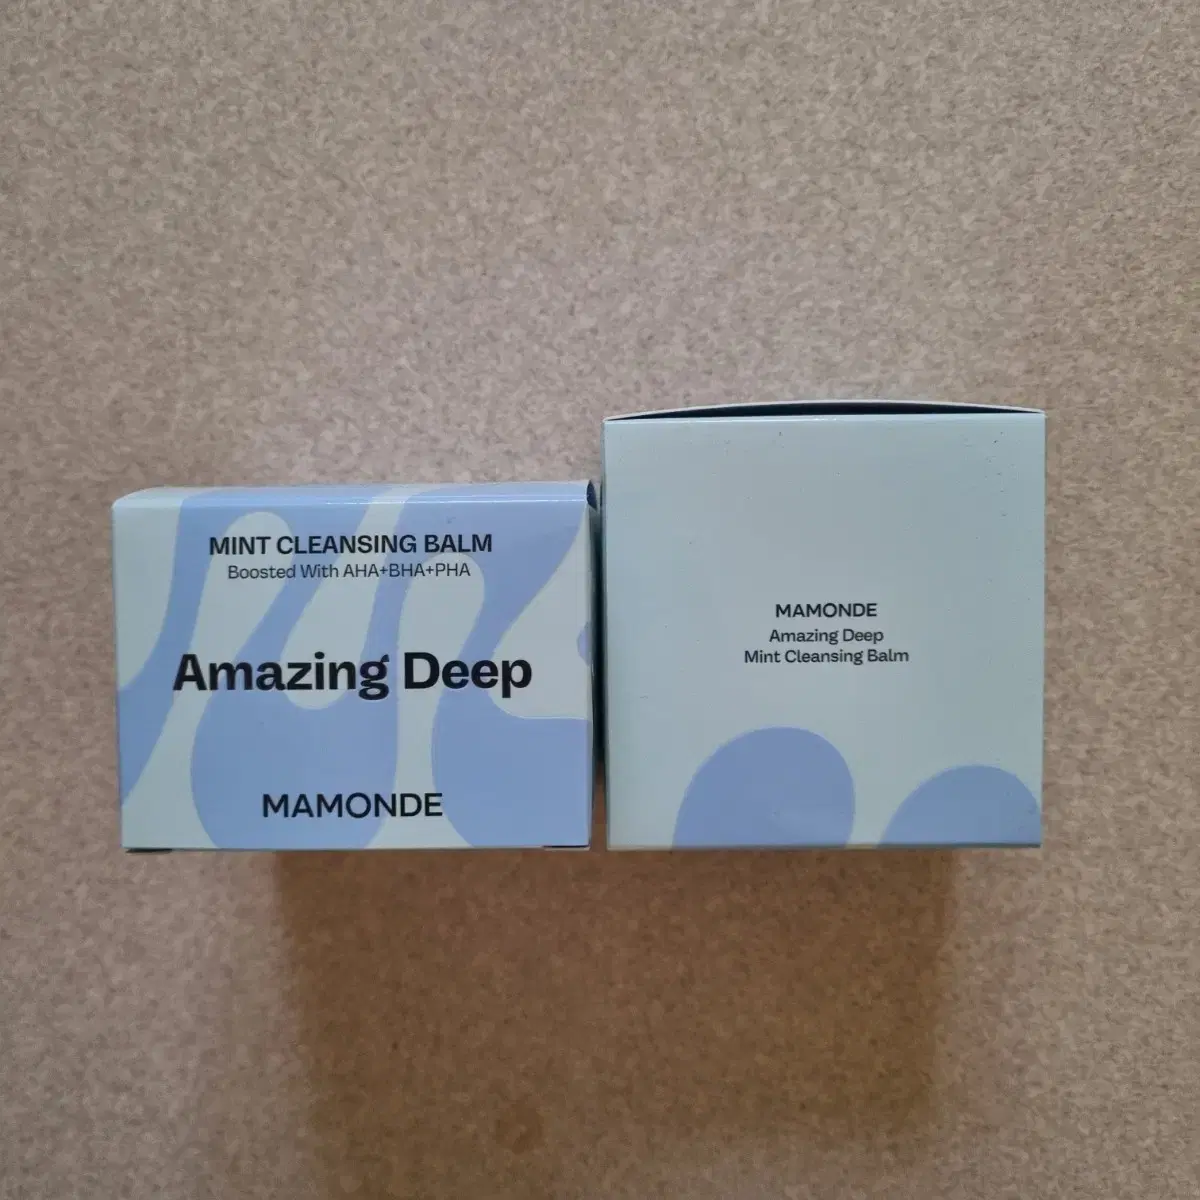 MINT CLEANSING BALM
Boosted With AHA+BHA+PHA
Amazing Deep
MAMONDE
MAMONDE
Amazing Deep
Mint Cleansing Balm